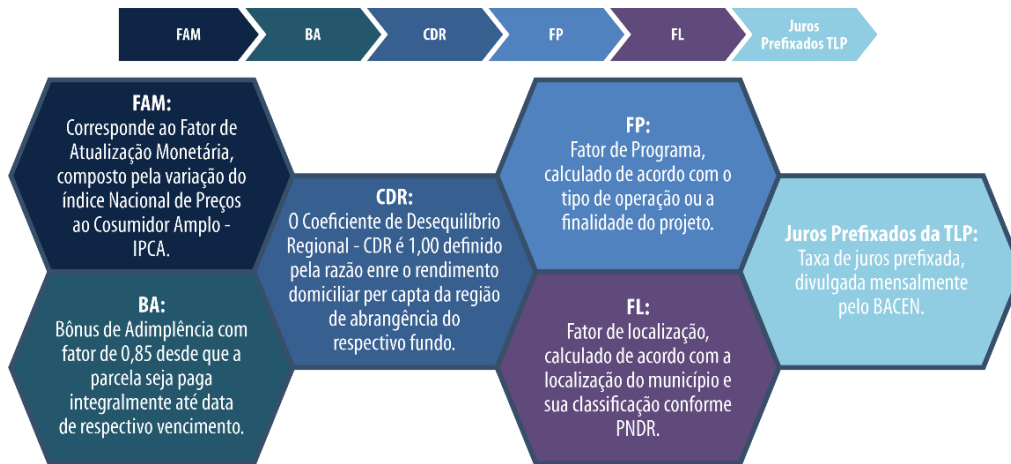 FAM
BA
CDR
FP
FL
Juros
Prefixados TLP
FAM:
Corresponde ao Fator de
Atualização Monetária,
composto pela variação do
índice Nacional de Preços
ao Cosumidor Amplo -
IPCA.
BA:
Bônus de Adimplência com
fator de 0,85 desde que a
parcela seja paga
integralmente até data
de respectivo vencimento.
CDR:
O Coeficiente de Desequilíbrio
Regional - CDR é 1,00 definido
pela razão enre o rendimento
domiciliar per capta da região
de abrangência do
respectivo fundo.
FP:
Fator de Programa,
calculado de acordo com o
tipo de operação ou a
finalidade do projeto.
FL:
Fator de localização,
calculado de acordo com a
localização do município e
sua classificação conforme
PNDR.
Juros Prefixados da TLP:
Taxa de juros prefixada,
divulgada mensalmente
pelo BACEN.